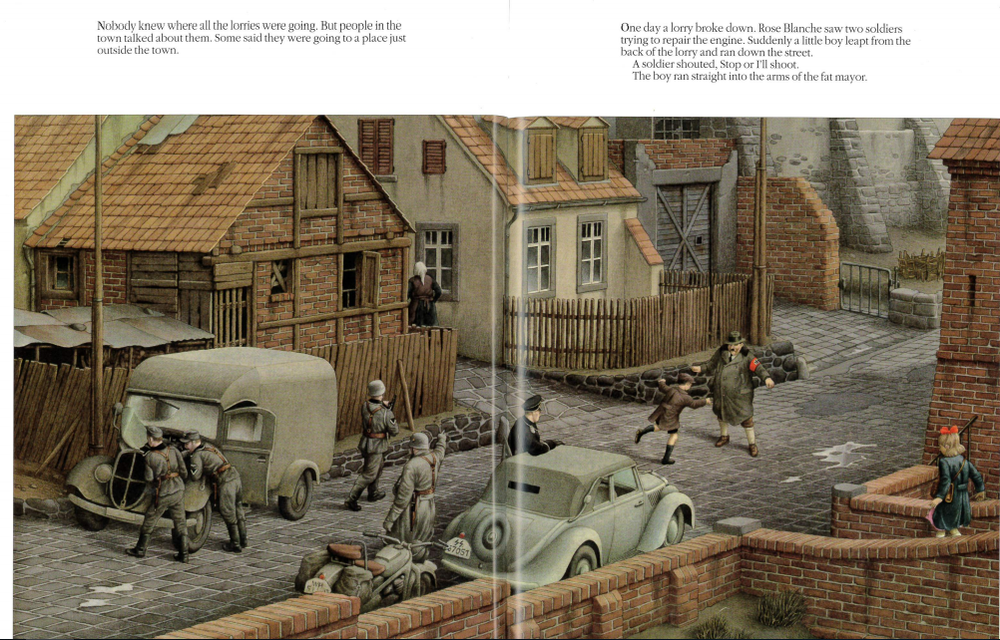 Nobody knew where all the lorries were going. But people in the
town talked about them. Some said they were going to a place just
outside the town.
One day a lorry broke down. Rose Blanche saw two soldiers
trying to repair the engine. Suddenly a little boy leapt from the
back of the lorry and ran down the street.
A soldier shouted, Stop or I'll shoot.
The boy ran straight into the arms of the fat mayor.
7051